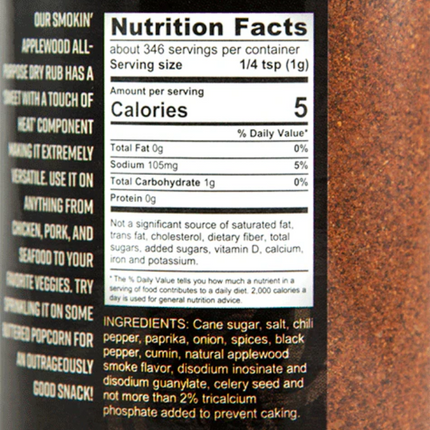 OUR SMOKIN'
APPLEWOOD ALL-
PURPOSE DRY RUB HAS A
SWEET WITH A TOUCH OF
HEAT' COMPONENT
MAKING IT EXTREMELY
VERSATILE. USE IT ON
ANYTHING FROM
CHICKEN, PORK, AND
SEAFOOD TO YOUR
FAVORITE VEGGIES. TRY
SPRINKLING IT ON SOME
BUTTERED POPCORN FOR
AN OUTRAGEOUSLY
GOOD SNACK!
Nutrition Facts
about 346 servings per container
Serving size 1/4 tsp (1g)
Amount per serving
Calories 5
% Daily Value*
Total Fat 0g 0%
Sodium 105mg 5%
Total Carbohydrate 1g 0%
Protein 0g
Not a significant source of saturated fat,
trans fat, cholesterol, dietary fiber, total
sugars, added sugars, vitamin D, calcium,
iron and potassium.
* The % Daily Value tells you how much a nutrient in a
serving of food contributes to a daily diet. 2,000 calories a
day is used for general nutrition advice.
INGREDIENTS: Cane sugar, salt, chili
pepper, paprika, onion, spices, black
pepper, cumin, natural applewood
smoke flavor, disodium inosinate and
disodium guanylate, celery seed and
not more than 2% tricalcium
phosphate added to prevent caking.